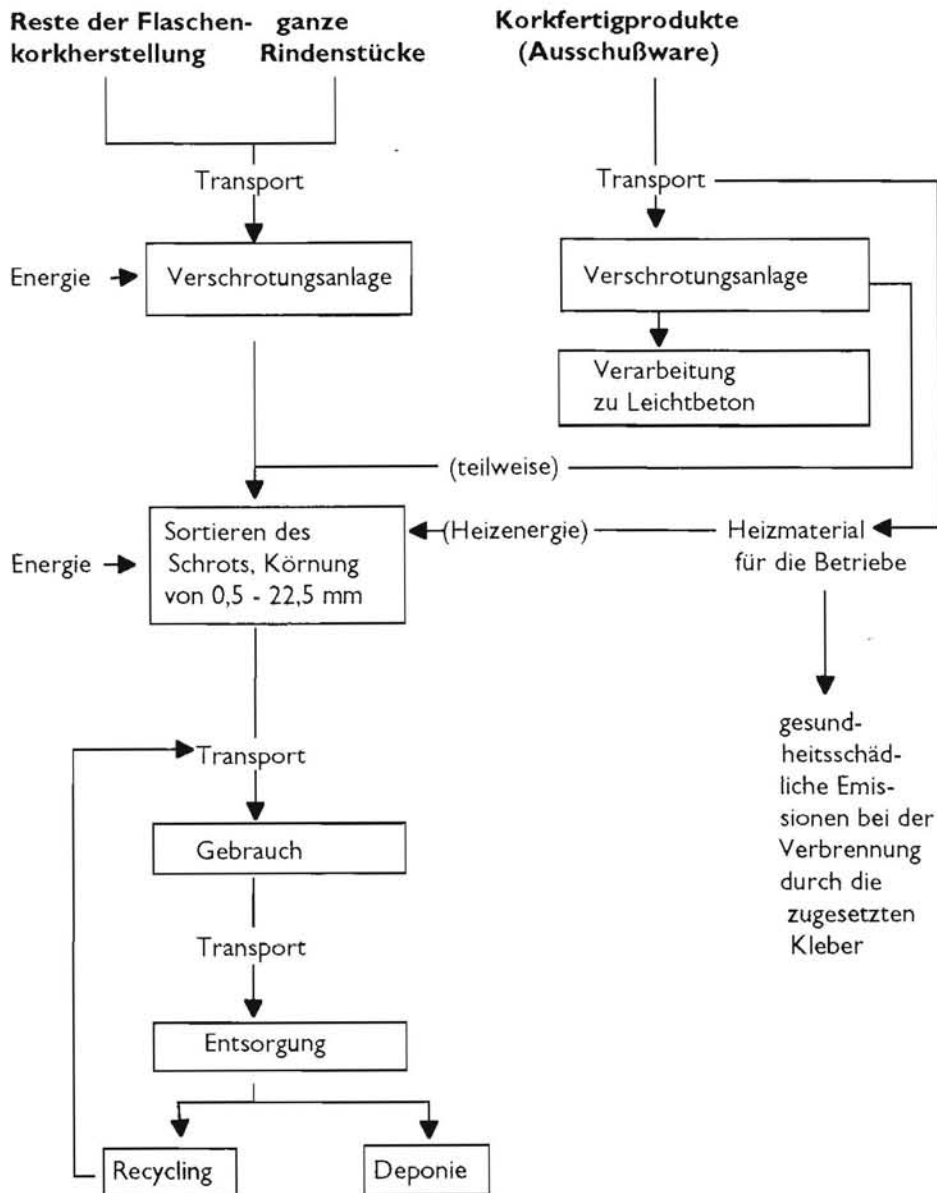 Reste der Flaschen-
korkherstellung
ganze
Rindenstücke
Korkfertigprodukte
(Ausschußware)
Transport
Transport
Energie
Verschrotungsanlage
Verschrotungsanlage
Verarbeitung
zu Leichtbeton
(teilweise)
Energie
Sortieren des
Schrots, Körnung
von 0,5 - 22,5 mm
(Heizenergie)
Heizmaterial
für die Betriebe
gesund-
heitsschäd-
liche Emis-
sionen bei der
Verbrennung
durch die
zugesetzten
Kleber
Transport
Gebrauch
Transport
Entsorgung
Recycling
Deponie